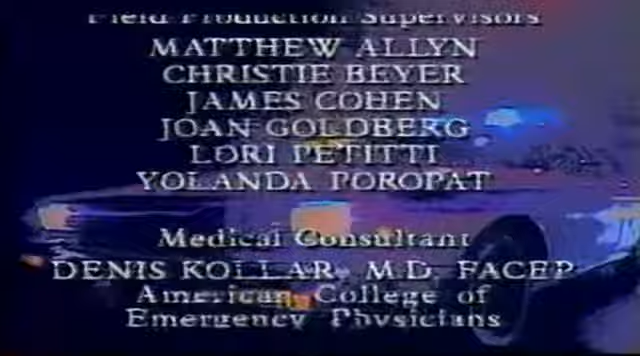 Field Production Supervisors
MATTHEW ALLYN
CHRISTIE BEYER
JAMES COHEN
JOAN GOLDBERG
LORI PETITTI
YOLANDA POROPAT
Medical Consultant
DENIS KOLLAR, M.D. FACEP
American College of
Emergency Physicians